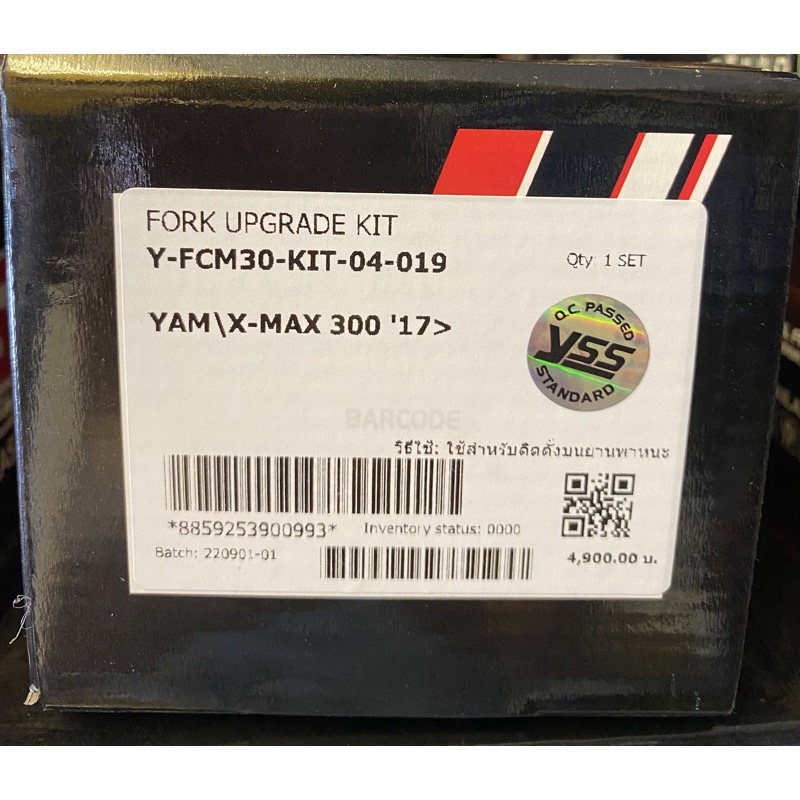 FORK UPGRADE KIT
Y-FCM30-KIT-04-019
Qty: 1 SET
YAM\X-MAX 300 '17>
Q.C. PASSED
YSS
STANDARD
BARCODE
วิธีใช้: ใช้สำหรับติดตั้งบนยานพาหนะ
*8859253900993*
Inventory status: 0000
Batch: 220901-01
4,900.00 บ.